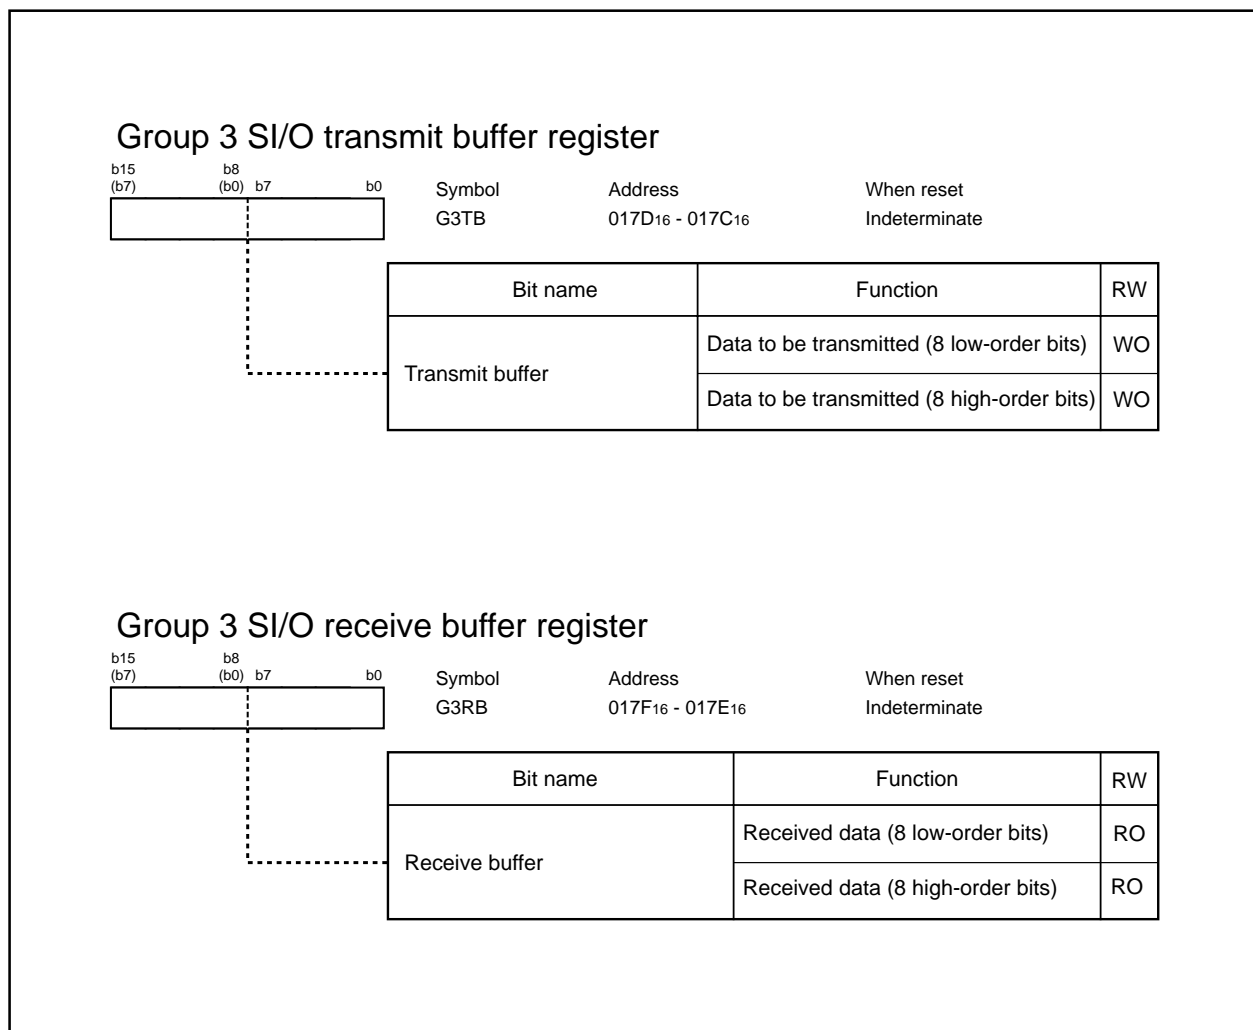 Group 3 SI/O transmit buffer register
b15 b8
(b7) (b0) b7 b0
Symbol Address When reset
G3TB 017D16 - 017C16 Indeterminate
Bit name Function RW
Transmit buffer
Data to be transmitted (8 low-order bits) WO
Data to be transmitted (8 high-order bits) WO
Group 3 SI/O receive buffer register
b15 b8
(b7) (b0) b7 b0
Symbol Address When reset
G3RB 017F16 - 017E16 Indeterminate
Bit name Function RW
Receive buffer
Received data (8 low-order bits) RO
Received data (8 high-order bits) RO